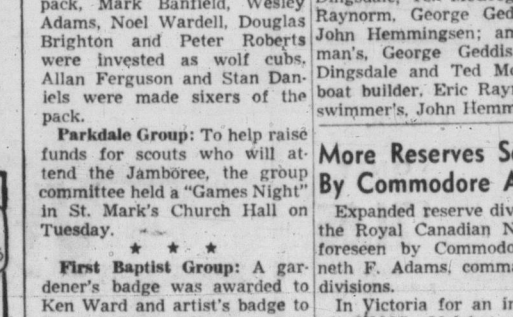 pack, Mark Banfield, Wesley
Adams, Noel Wardell, Douglas
Brighton and Peter Roberts
were invested as wolf cubs.
Allan Ferguson and Stan Dan-
iels were made sixers of the
pack.
Parkdale Group: To help raise
funds for scouts who will at-
tend the Jamboree, the group
committee held a "Games Night"
in St. Mark's Church Hall on
Tuesday.
★ ★ ★
First Baptist Group: A gar-
dener's badge was awarded to
Ken Ward and artist's badge to
Raynorm, George Ged
John Hemmingsen; an
man's, George Geddis
Dingsdale and Ted Mo
boat builder, Eric Rayn
swimmer's, John Hemm
More Reserves S
By Commodore A
Expanded reserve div
the Royal Canadian N
foreseen by Commodo
neth F. Adams, comma
divisions.
In Victoria for an in